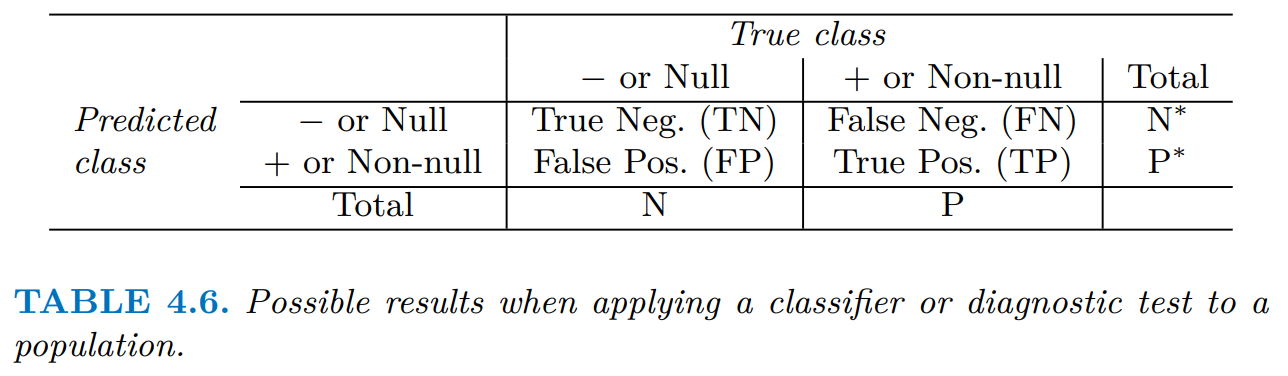 True class
− or Null + or Non-null Total
Predicted − or Null True Neg. (TN) False Neg. (FN) N*
class + or Non-null False Pos. (FP) True Pos. (TP) P*
Total N P
TABLE 4.6. Possible results when applying a classifier or diagnostic test to a
population.